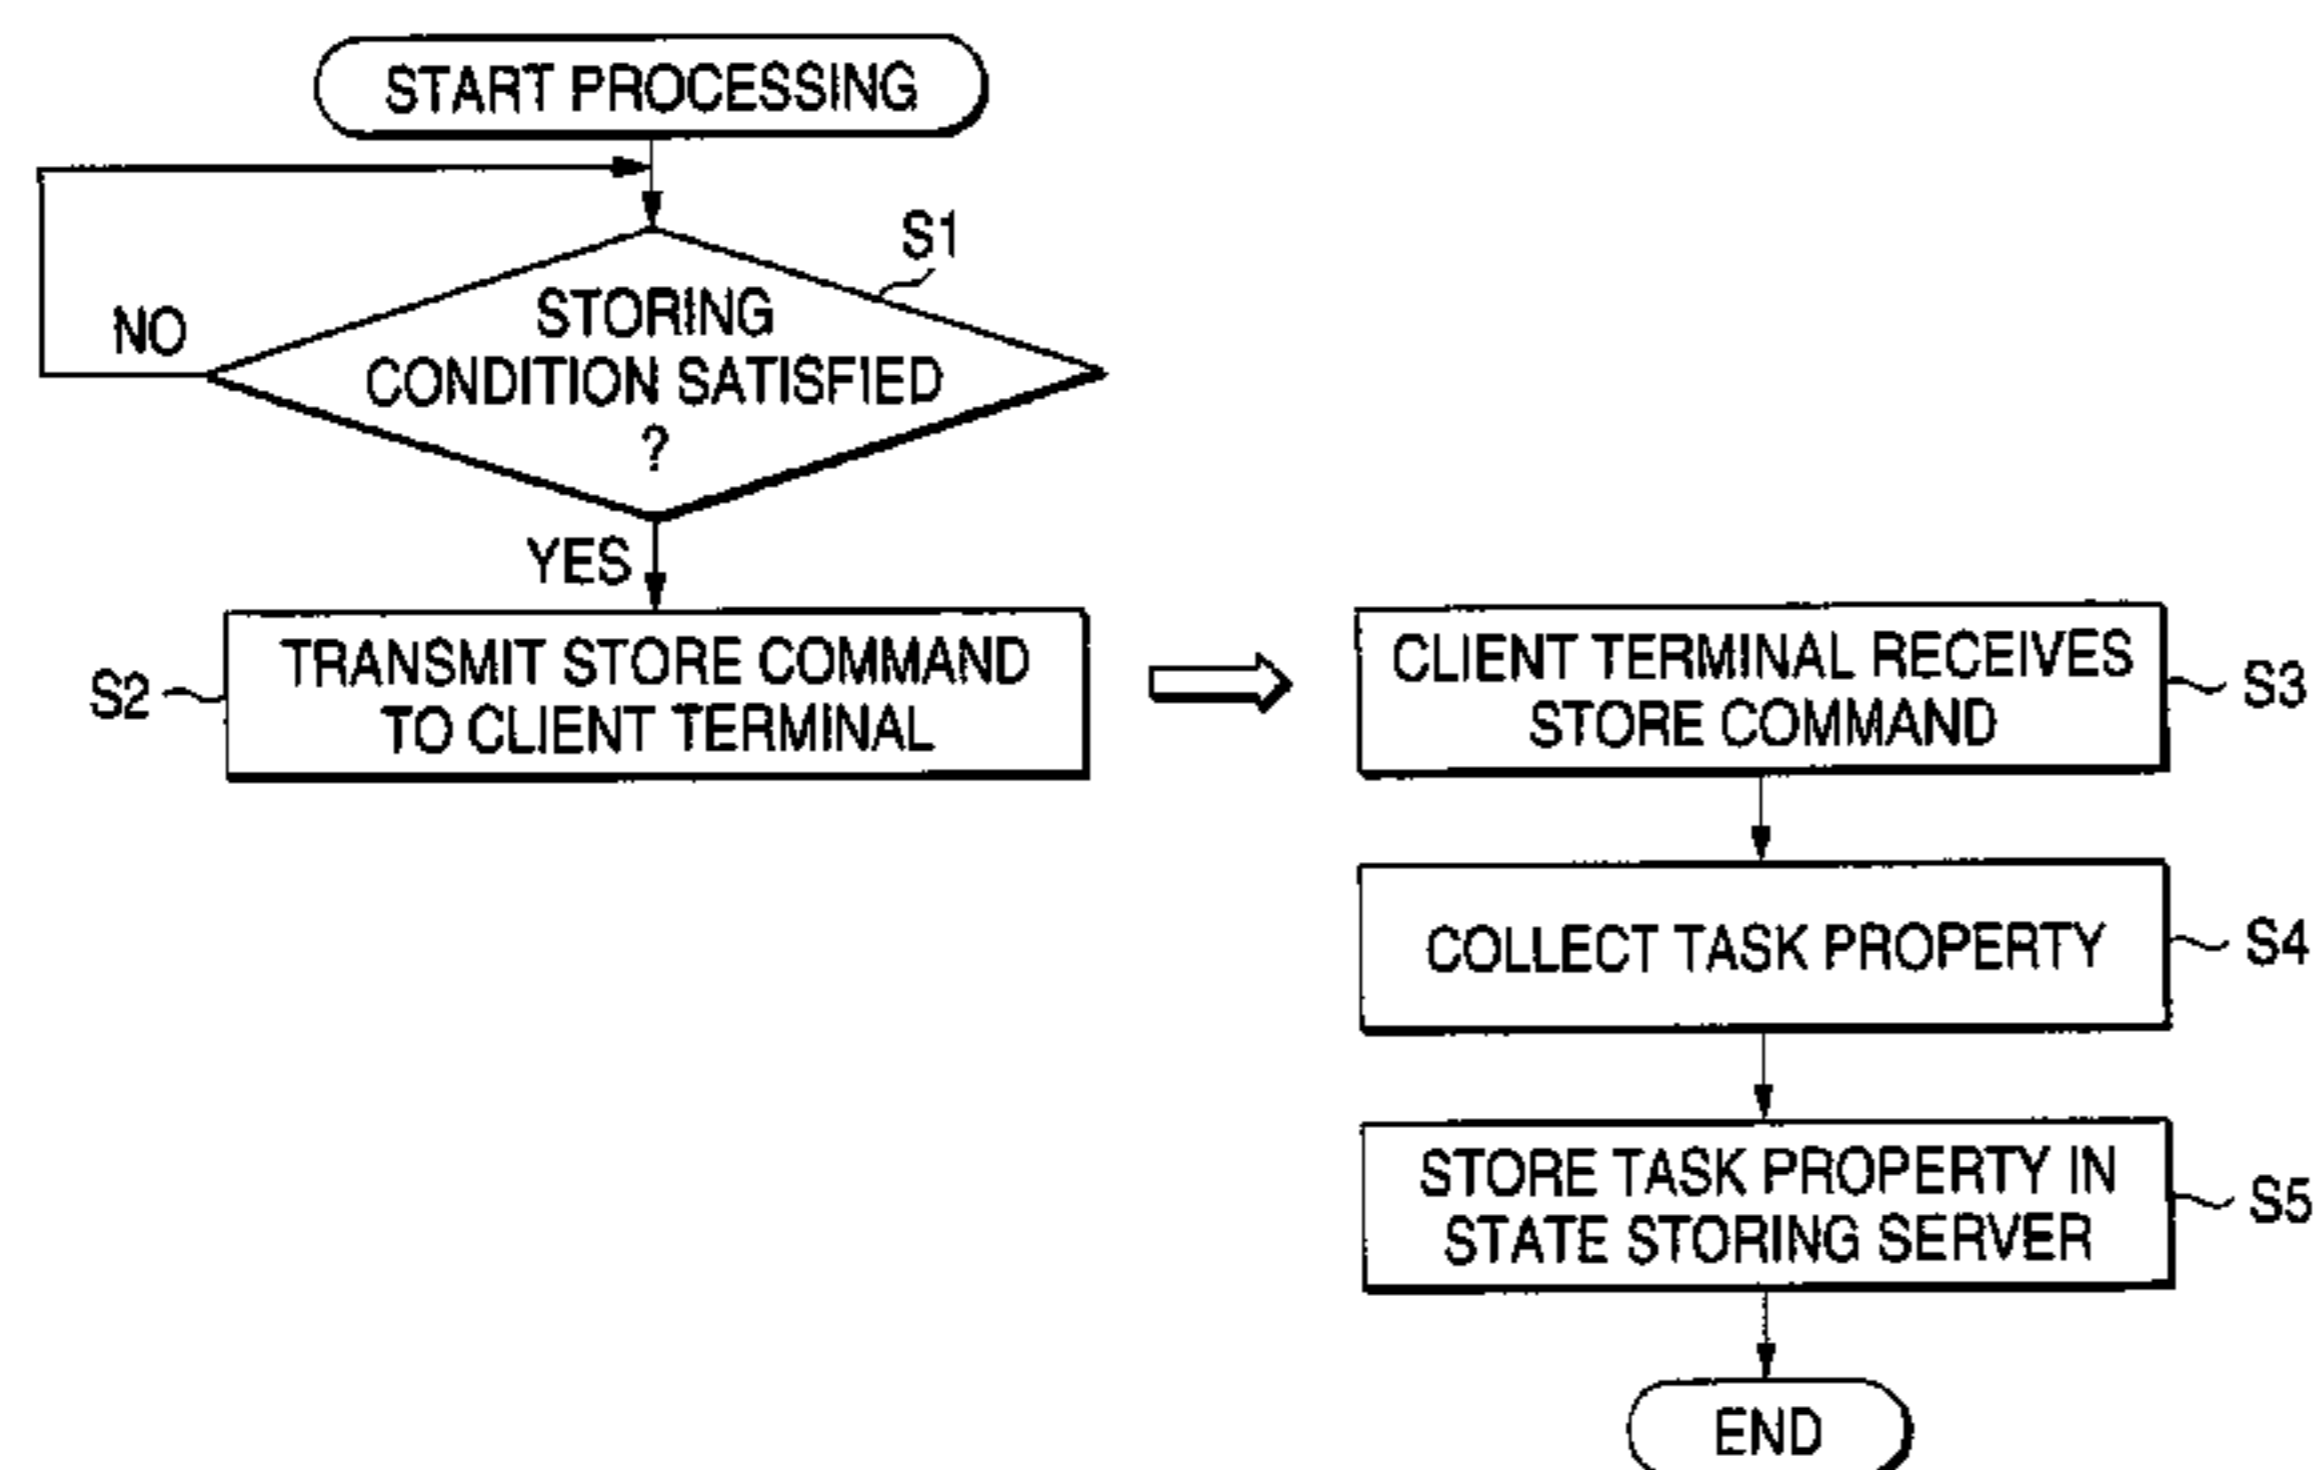 START PROCESSING
S1
STORING
CONDITION SATISFIED
?
NO
YES
S2
TRANSMIT STORE COMMAND
TO CLIENT TERMINAL
CLIENT TERMINAL RECEIVES
STORE COMMAND
S3
COLLECT TASK PROPERTY
S4
STORE TASK PROPERTY IN
STATE STORING SERVER
S5
END